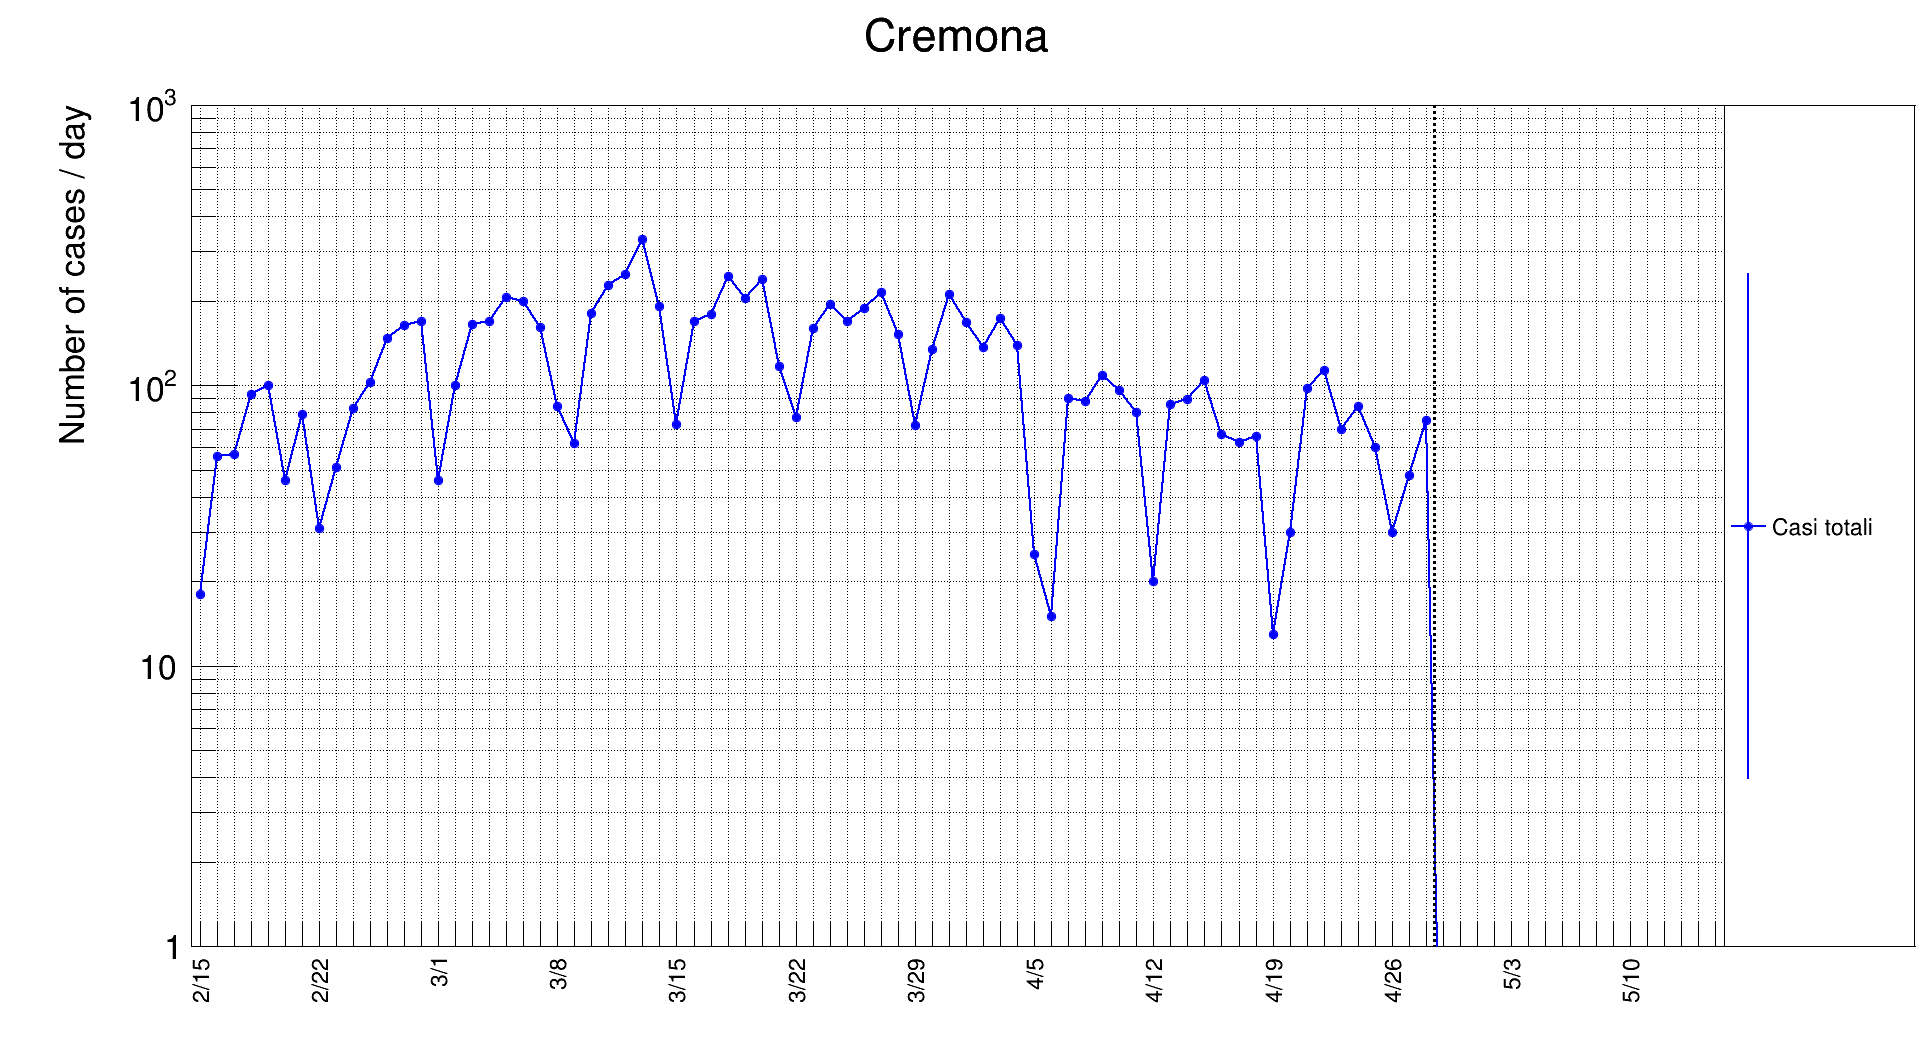 Cremona
Number of cases / day
10³
10²
10
1
2/15 2/22 3/1 3/8 3/15 3/22 3/29 4/5 4/12 4/19 4/26 5/3 5/10
Casi totali